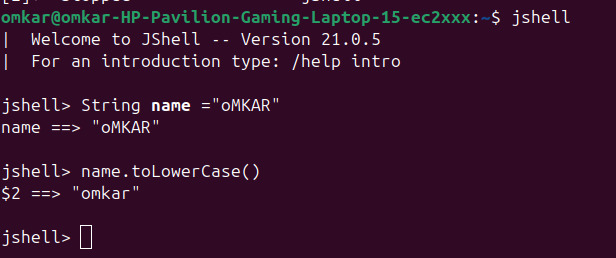 omkar@omkar-HP-Pavilion-Gaming-Laptop-15-ec2xxx:~$ jshell
|  Welcome to JShell -- Version 21.0.5
|  For an introduction type: /help intro
jshell> String name ="oMKAR"
name ==> "oMKAR"
jshell> name.toLowerCase()
$2 ==> "omkar"
jshell>